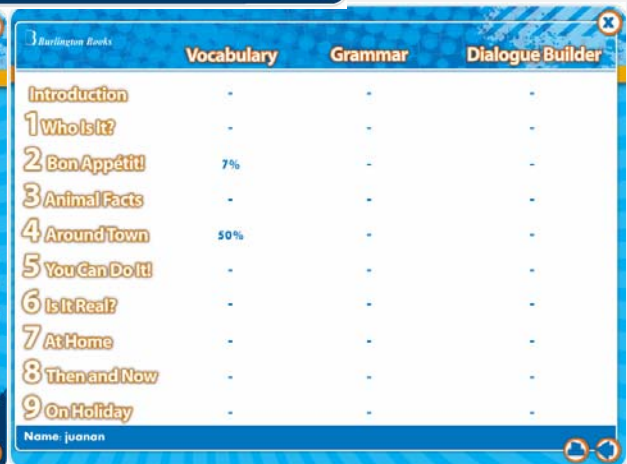 Burlington Books
Vocabulary Grammar Dialogue Builder
Introduction - - -
1 Who Is It? - - -
2 Bon Appétit! 7% - -
3 Animal Facts - - -
4 Around Town 50% - -
5 You Can Do It! - - -
6 Is It Real? - - -
7 At Home - - -
8 Then and Now - - -
9 On Holiday - - -
Name: juanan